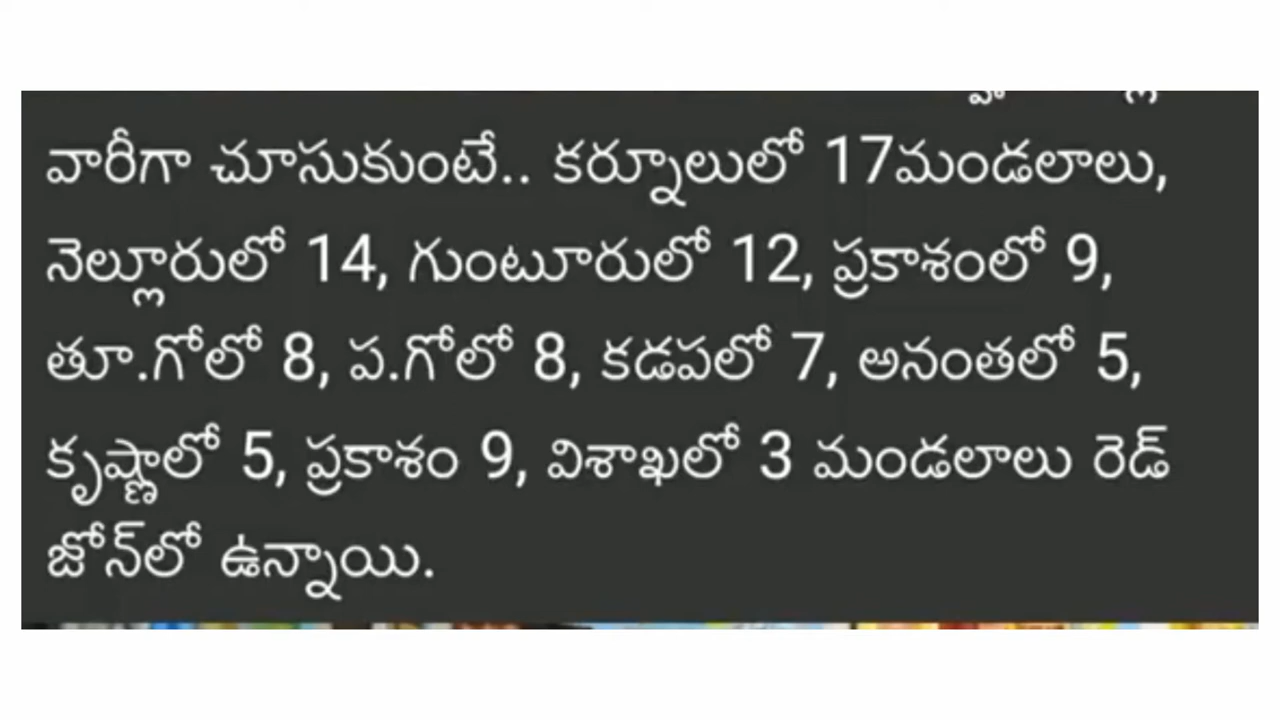 వారీగా చూసుకుంటే.. కర్నూలులో 17మండలాలు,
నెల్లూరులో 14, గుంటూరులో 12, ప్రకాశంలో 9,
తూ.గోలో 8, ప.గోలో 8, కడపలో 7, అనంతలో 5,
కృష్ణాలో 5, ప్రకాశం 9, విశాఖలో 3 మండలాలు రెడ్
జోన్‌లో ఉన్నాయి.